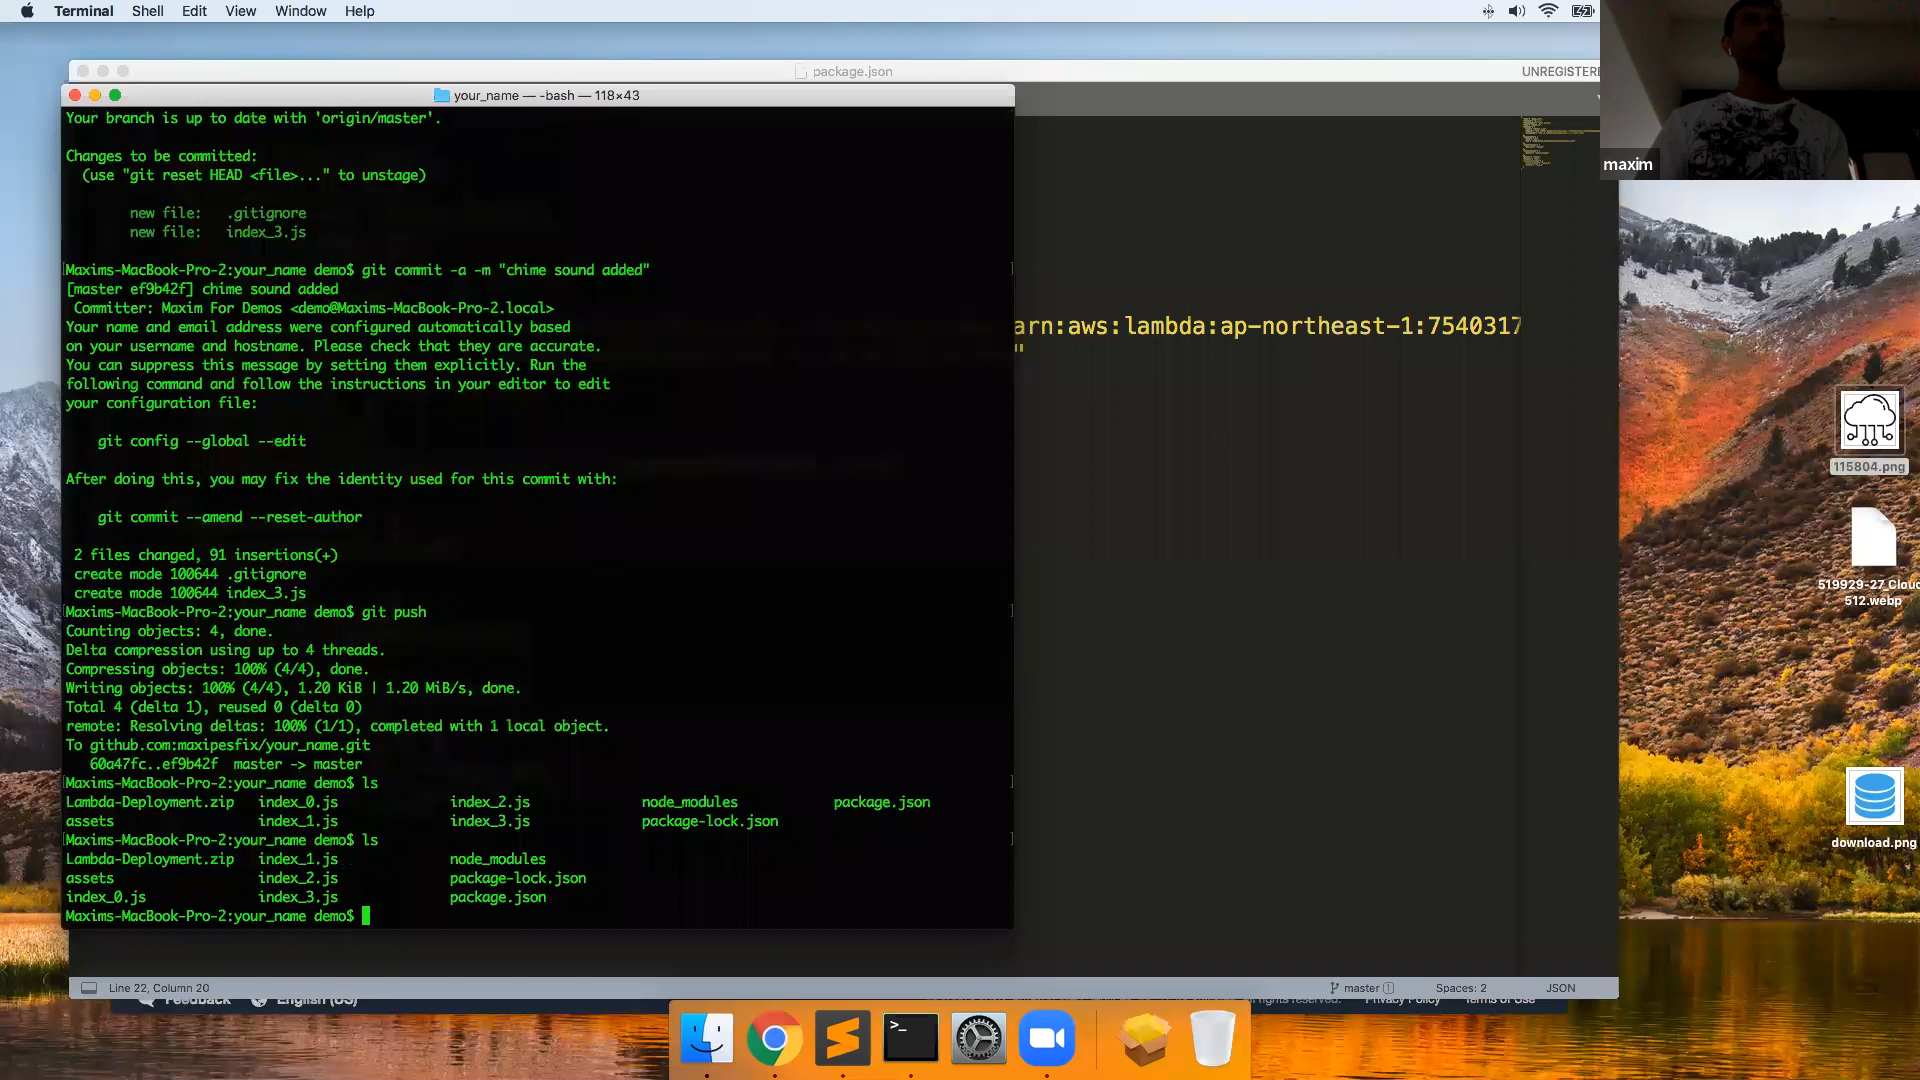 Terminal Shell Edit View Window Help
package.json
UNREGISTERE
your_name — -bash — 118×43
maxim
Your branch is up to date with 'origin/master'.
Changes to be committed:
(use "git reset HEAD <file>..." to unstage)
new file: .gitignore
new file: index_3.js
Maxims-MacBook-Pro-2:your_name demo$ git commit -a -m "chime sound added"
[master ef9b42f] chime sound added
Committer: Maxim For Demos <demo@Maxims-MacBook-Pro-2.local>
Your name and email address were configured automatically based
on your username and hostname. Please check that they are accurate.
You can suppress this message by setting them explicitly. Run the
following command and follow the instructions in your editor to edit
your configuration file:
git config --global --edit
After doing this, you may fix the identity used for this commit with:
git commit --amend --reset-author
2 files changed, 91 insertions(+)
create mode 100644 .gitignore
create mode 100644 index_3.js
Maxims-MacBook-Pro-2:your_name demo$ git push
Counting objects: 4, done.
Delta compression using up to 4 threads.
Compressing objects: 100% (4/4), done.
Writing objects: 100% (4/4), 1.20 KiB | 1.20 MiB/s, done.
Total 4 (delta 1), reused 0 (delta 0)
remote: Resolving deltas: 100% (1/1), completed with 1 local object.
To github.com:maxipesfix/your_name.git
60a47fc..ef9b42f master -> master
Maxims-MacBook-Pro-2:your_name demo$ ls
Lambda-Deployment.zip index_0.js index_2.js node_modules package.json
assets index_1.js index_3.js package-lock.json
Maxims-MacBook-Pro-2:your_name demo$ ls
Lambda-Deployment.zip index_1.js node_modules
assets index_2.js package-lock.json
index_0.js index_3.js package.json
Maxims-MacBook-Pro-2:your_name demo$
arn:aws:lambda:ap-northeast-1:7540317
"
115804.png
519929-27 Cloud
512.webp
download.png
Line 22, Column 20 master 1 Spaces: 2 JSON
Feedback English (US) rights reserved. Privacy Policy Terms of Use